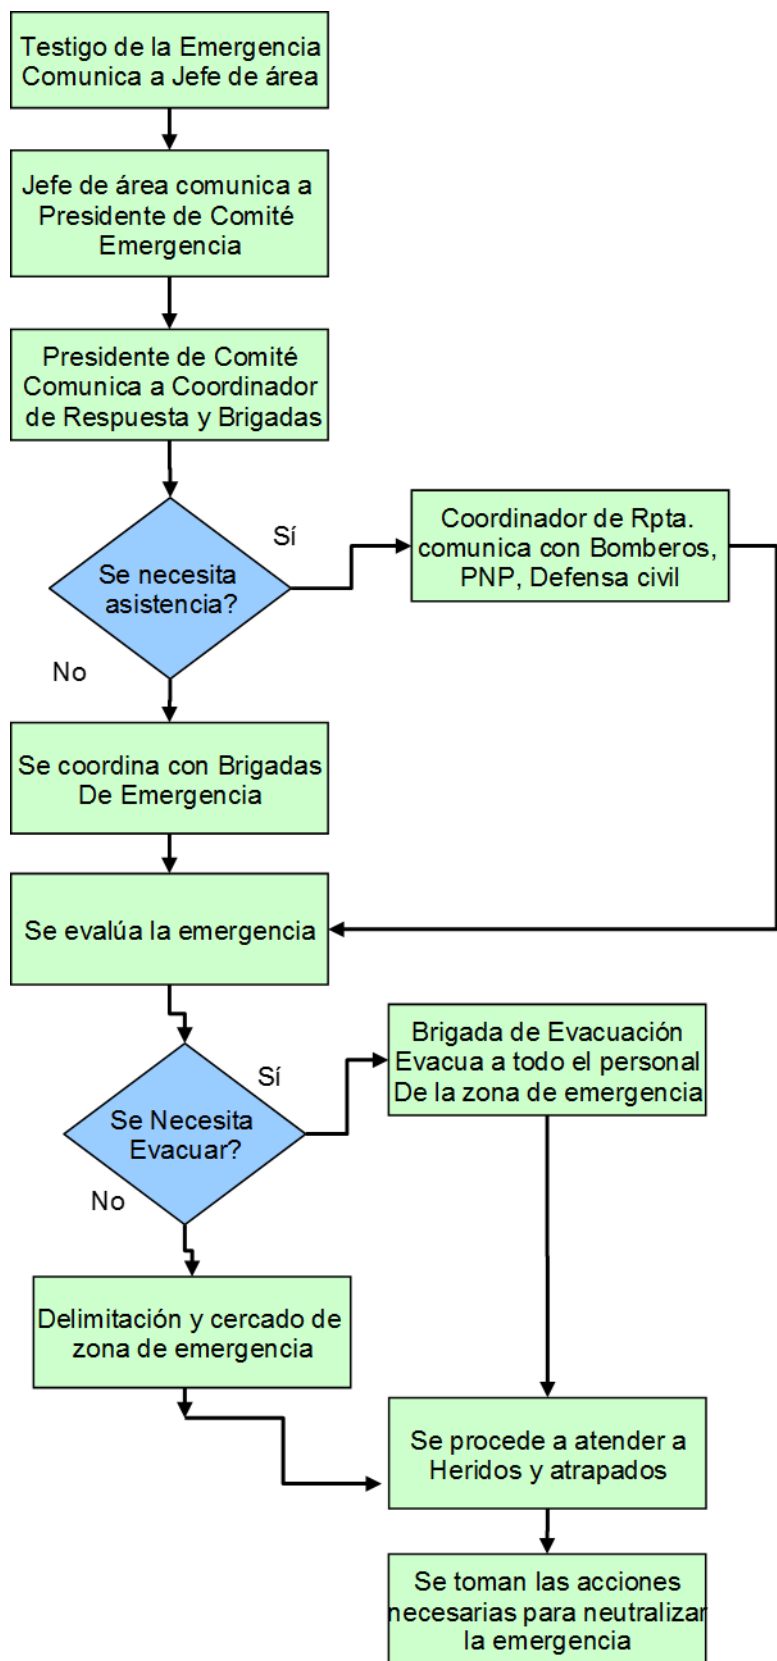 Testigo de la Emergencia
Comunica a Jefe de área
Jefe de área comunica a
Presidente de Comité
Emergencia
Presidente de Comité
Comunica a Coordinador
de Respuesta y Brigadas
Se necesita
asistencia?
Sí
Coordinador de Rpta.
comunica con Bomberos,
PNP, Defensa civil
No
Se coordina con Brigadas
De Emergencia
Se evalúa la emergencia
Se Necesita
Evacuar?
Sí
Brigada de Evacuación
Evacua a todo el personal
De la zona de emergencia
No
Delimitación y cercado de
zona de emergencia
Se procede a atender a
Heridos y atrapados
Se toman las acciones
necesarias para neutralizar
la emergencia